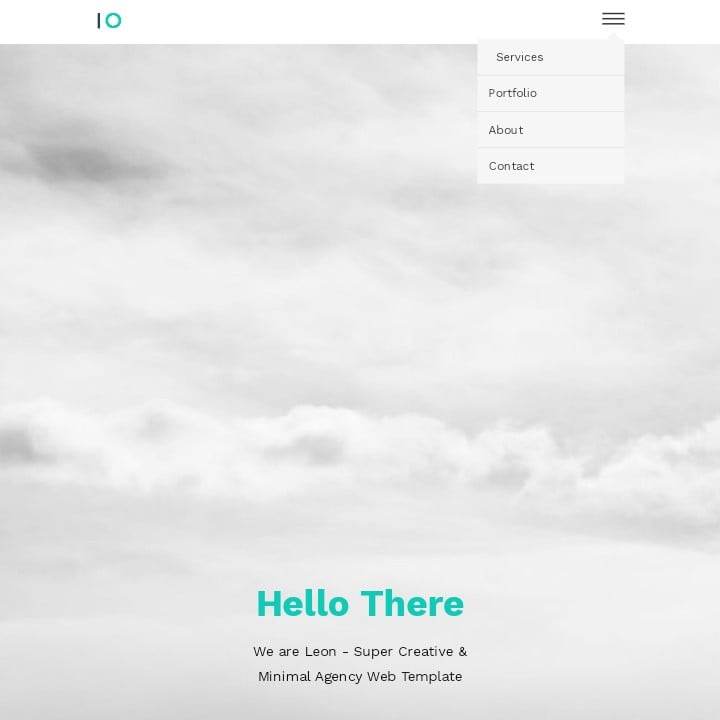 IO
Services
Portfolio
About
Contact
Hello There
We are Leon - Super Creative &
Minimal Agency Web Template